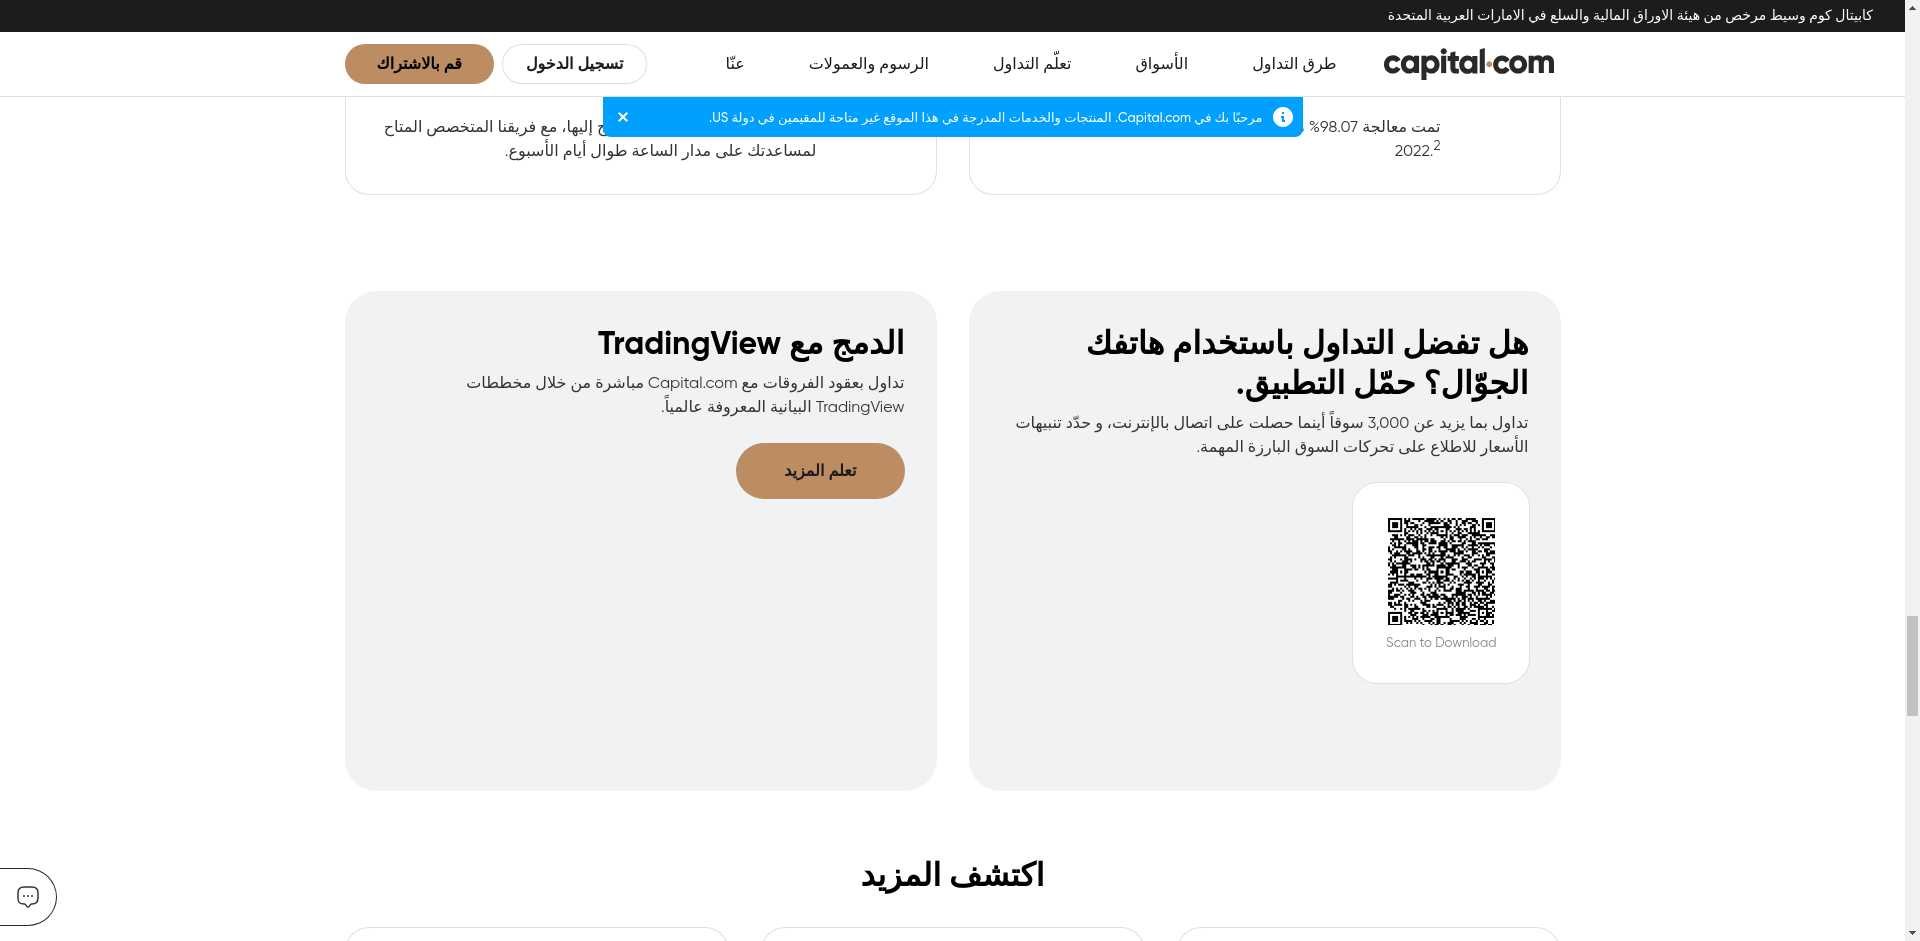 كابيتال كوم وسيط مرخص من هيئة الاوراق المالية والسلع في الامارات العربية المتحدة
capital.com
طرق التداول
الأسواق
تعلّم التداول
الرسوم والعمولات
عنّا
تسجيل الدخول
قم بالاشتراك
مرحبًا بك في Capital.com. المنتجات والخدمات المدرجة في هذا الموقع غير متاحة للمقيمين في دولة US.
تمت معالجة 98.07%
2022.2
إليها، مع فريقنا المتخصص المتاح
لمساعدتك على مدار الساعة طوال أيام الأسبوع.
هل تفضل التداول باستخدام هاتفك
الجوّال؟ حمّل التطبيق.
تداول بما يزيد عن 3,000 سوقاً أينما حصلت على اتصال بالإنترنت، و حدّد تنبيهات
الأسعار للاطلاع على تحركات السوق البارزة المهمة.
Scan to Download
الدمج مع TradingView
تداول بعقود الفروقات مع Capital.com مباشرة من خلال مخططات
TradingView البيانية المعروفة عالمياً.
تعلم المزيد
اكتشف المزيد